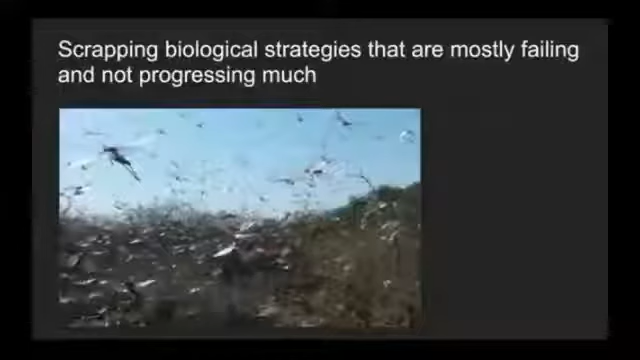 Scrapping biological strategies that are mostly failing
and not progressing much